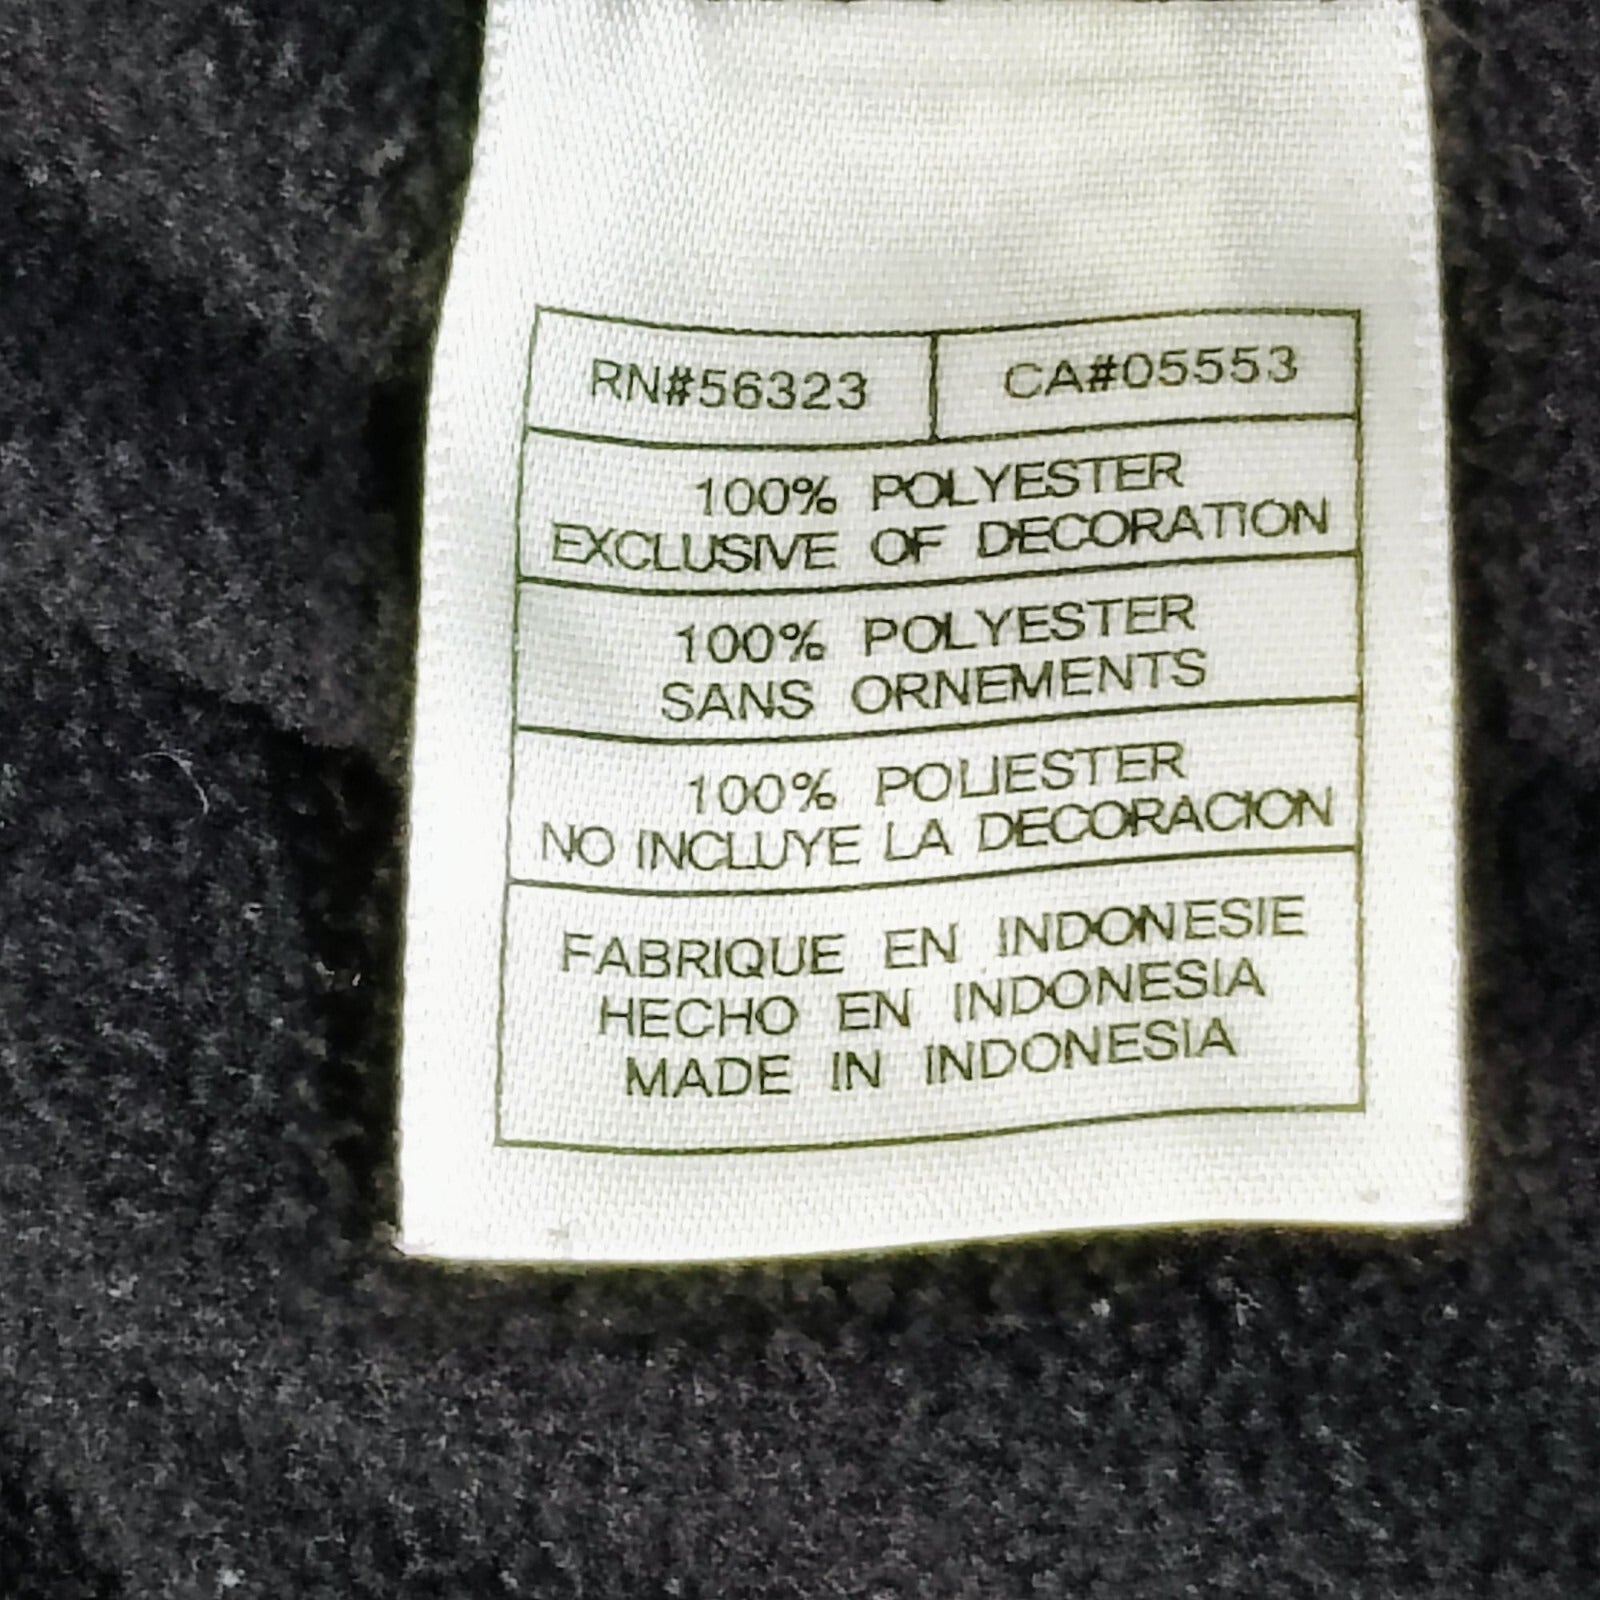 RN#56323 CA#05553
100% POLYESTER
EXCLUSIVE OF DECORATION
100% POLYESTER
SANS ORNEMENTS
100% POLIESTER
NO INCLUYE LA DECORACION
FABRIQUE EN INDONESIE
HECHO EN INDONESIA
MADE IN INDONESIA